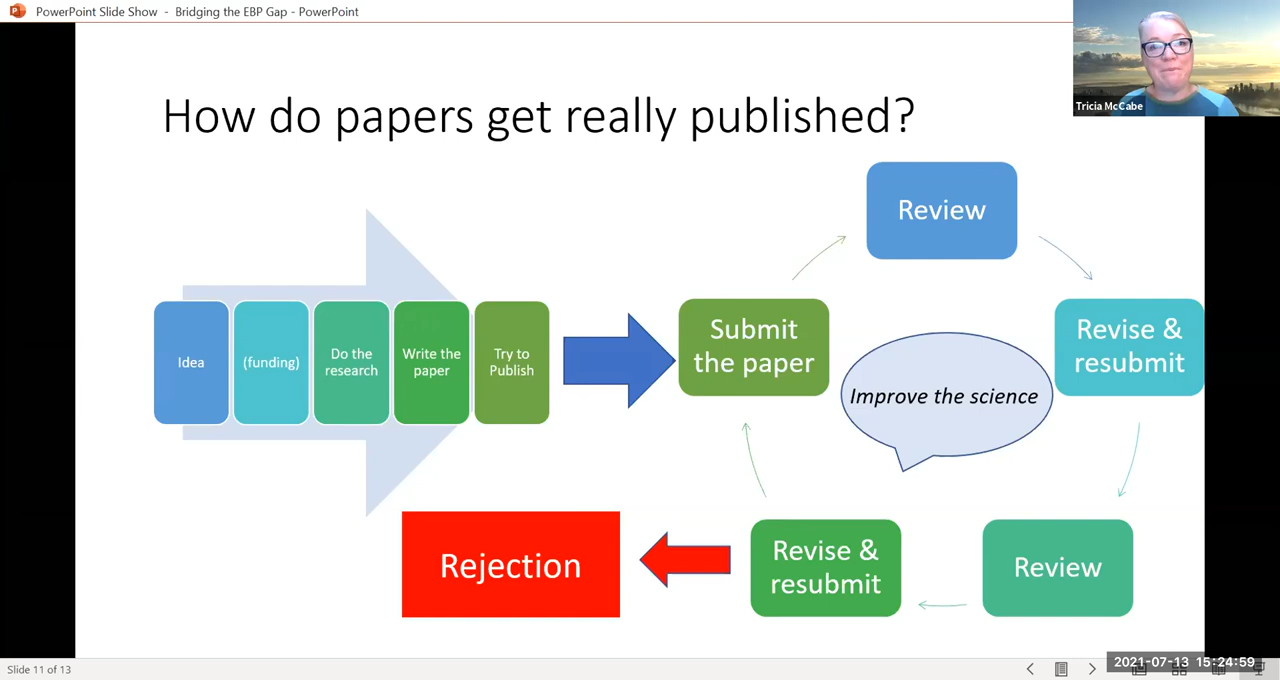 PowerPoint Slide Show - Bridging the EBP Gap - PowerPoint
Tricia McCabe
How do papers get really published?
Idea
(funding)
Do the
research
Write the
paper
Try to
Publish
Submit
the paper
Review
Revise &
resubmit
Improve the science
Review
Revise &
resubmit
Rejection
Slide 11 of 13
2021-07-13 15:24:59